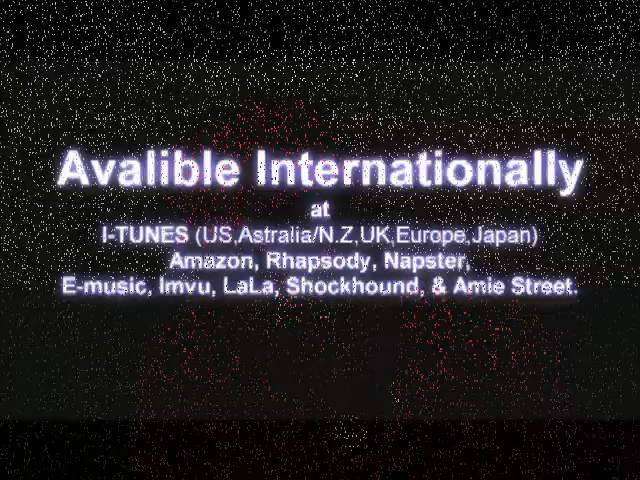 Avalible Internationally
at
I-TUNES (US,Astralia/N.Z,UK,Europe,Japan)
Amazon, Rhapsody, Napster,
E-music, Imvu, LaLa, Shockhound, & Amie Street.